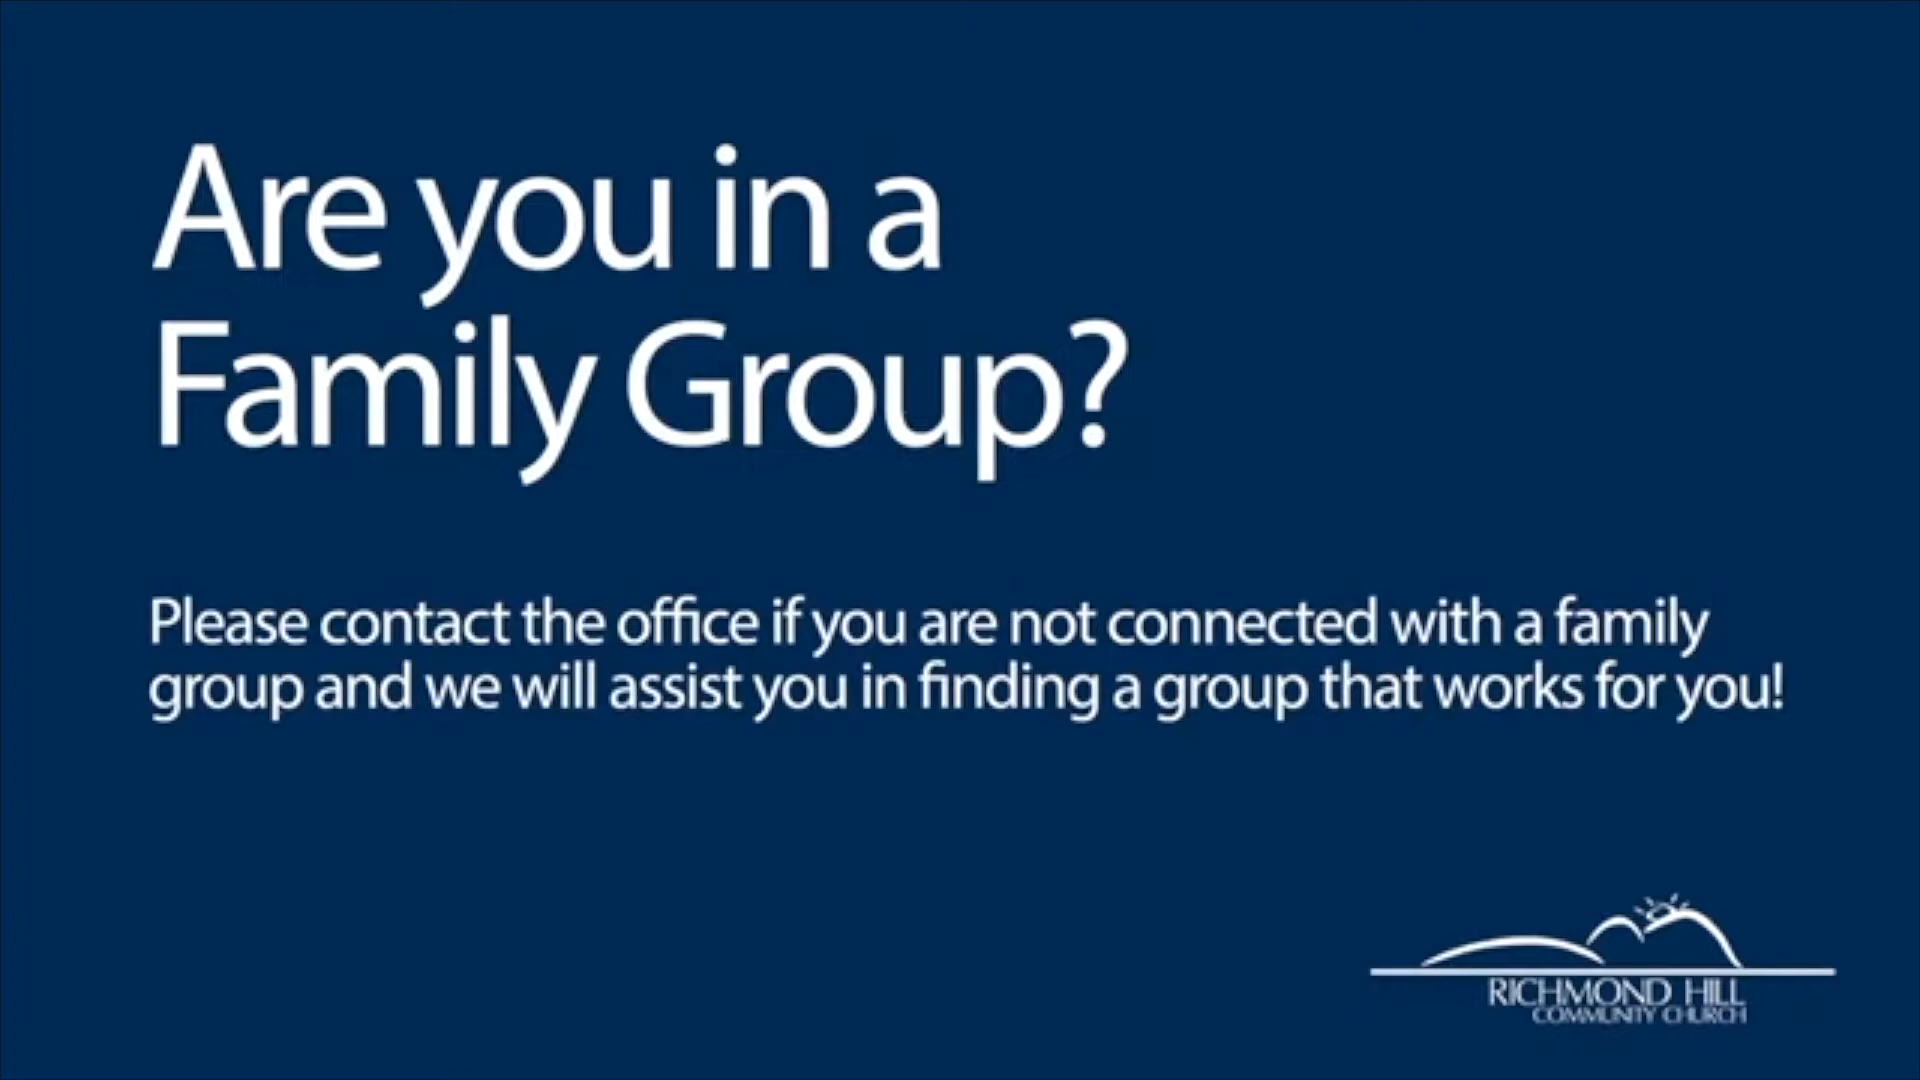 Are you in a
Family Group?
Please contact the office if you are not connected with a family
group and we will assist you in finding a group that works for you!
RICHMOND HILL
COMMUNITY CHURCH